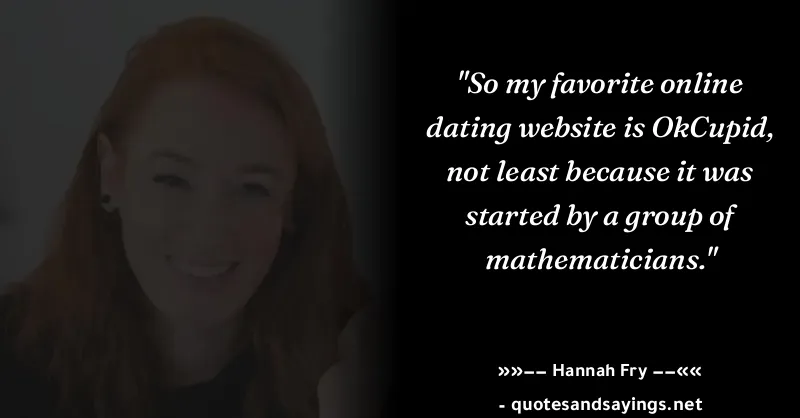 "So my favorite online
dating website is OkCupid,
not least because it was
started by a group of
mathematicians."
»»–– Hannah Fry ––««
- quotesandsayings.net